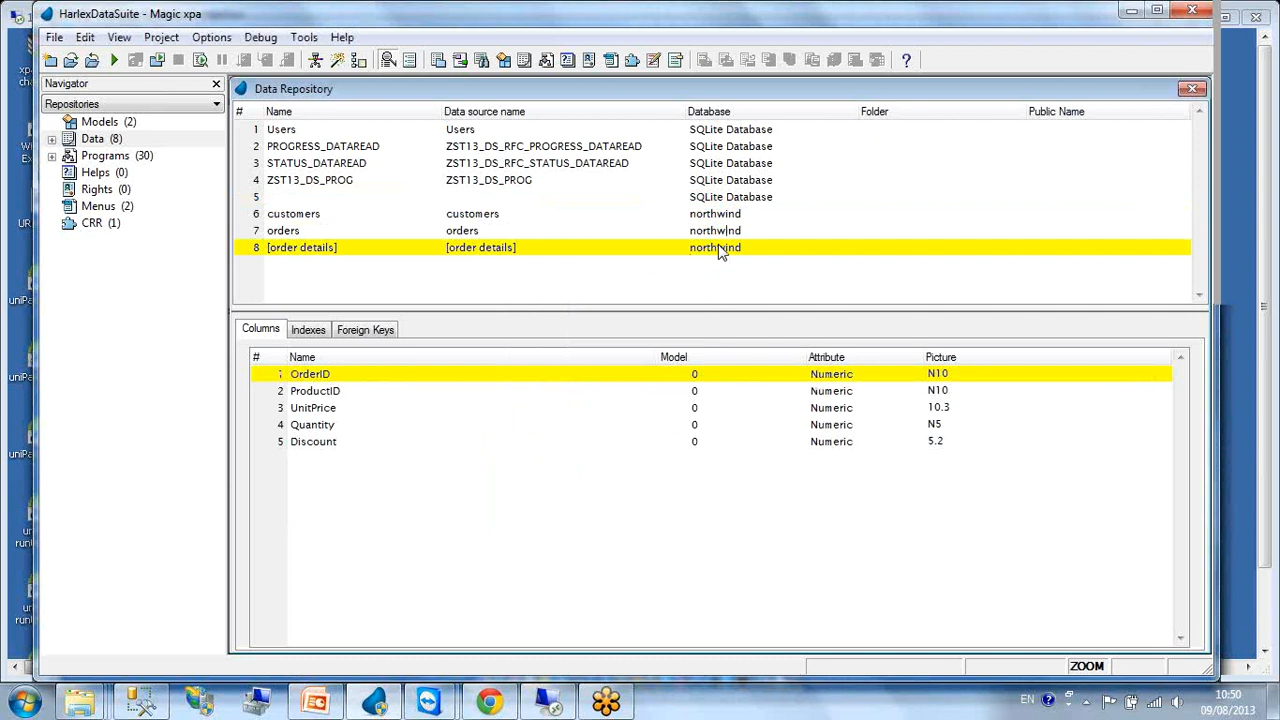 HarlexDataSuite - Magic xpa
File Edit View Project Options Debug Tools Help
Navigator
Repositories
Models (2)
Data (8)
Programs (30)
Helps (0)
Rights (0)
Menus (2)
CRR (1)
Data Repository
# Name Data source name Database Folder Public Name
1 Users Users SQLite Database
2 PROGRESS_DATAREAD ZST13_DS_RFC_PROGRESS_DATAREAD SQLite Database
3 STATUS_DATAREAD ZST13_DS_RFC_STATUS_DATAREAD SQLite Database
4 ZST13_DS_PROG ZST13_DS_PROG SQLite Database
5 SQLite Database
6 customers customers northwind
7 orders orders northwind
8 [order details] [order details] northwind
Columns Indexes Foreign Keys
# Name Model Attribute Picture
1 OrderID 0 Numeric N10
2 ProductID 0 Numeric N10
3 UnitPrice 0 Numeric 10.3
4 Quantity 0 Numeric N5
5 Discount 0 Numeric 5.2
ZOOM
EN
10:50
09/08/2013